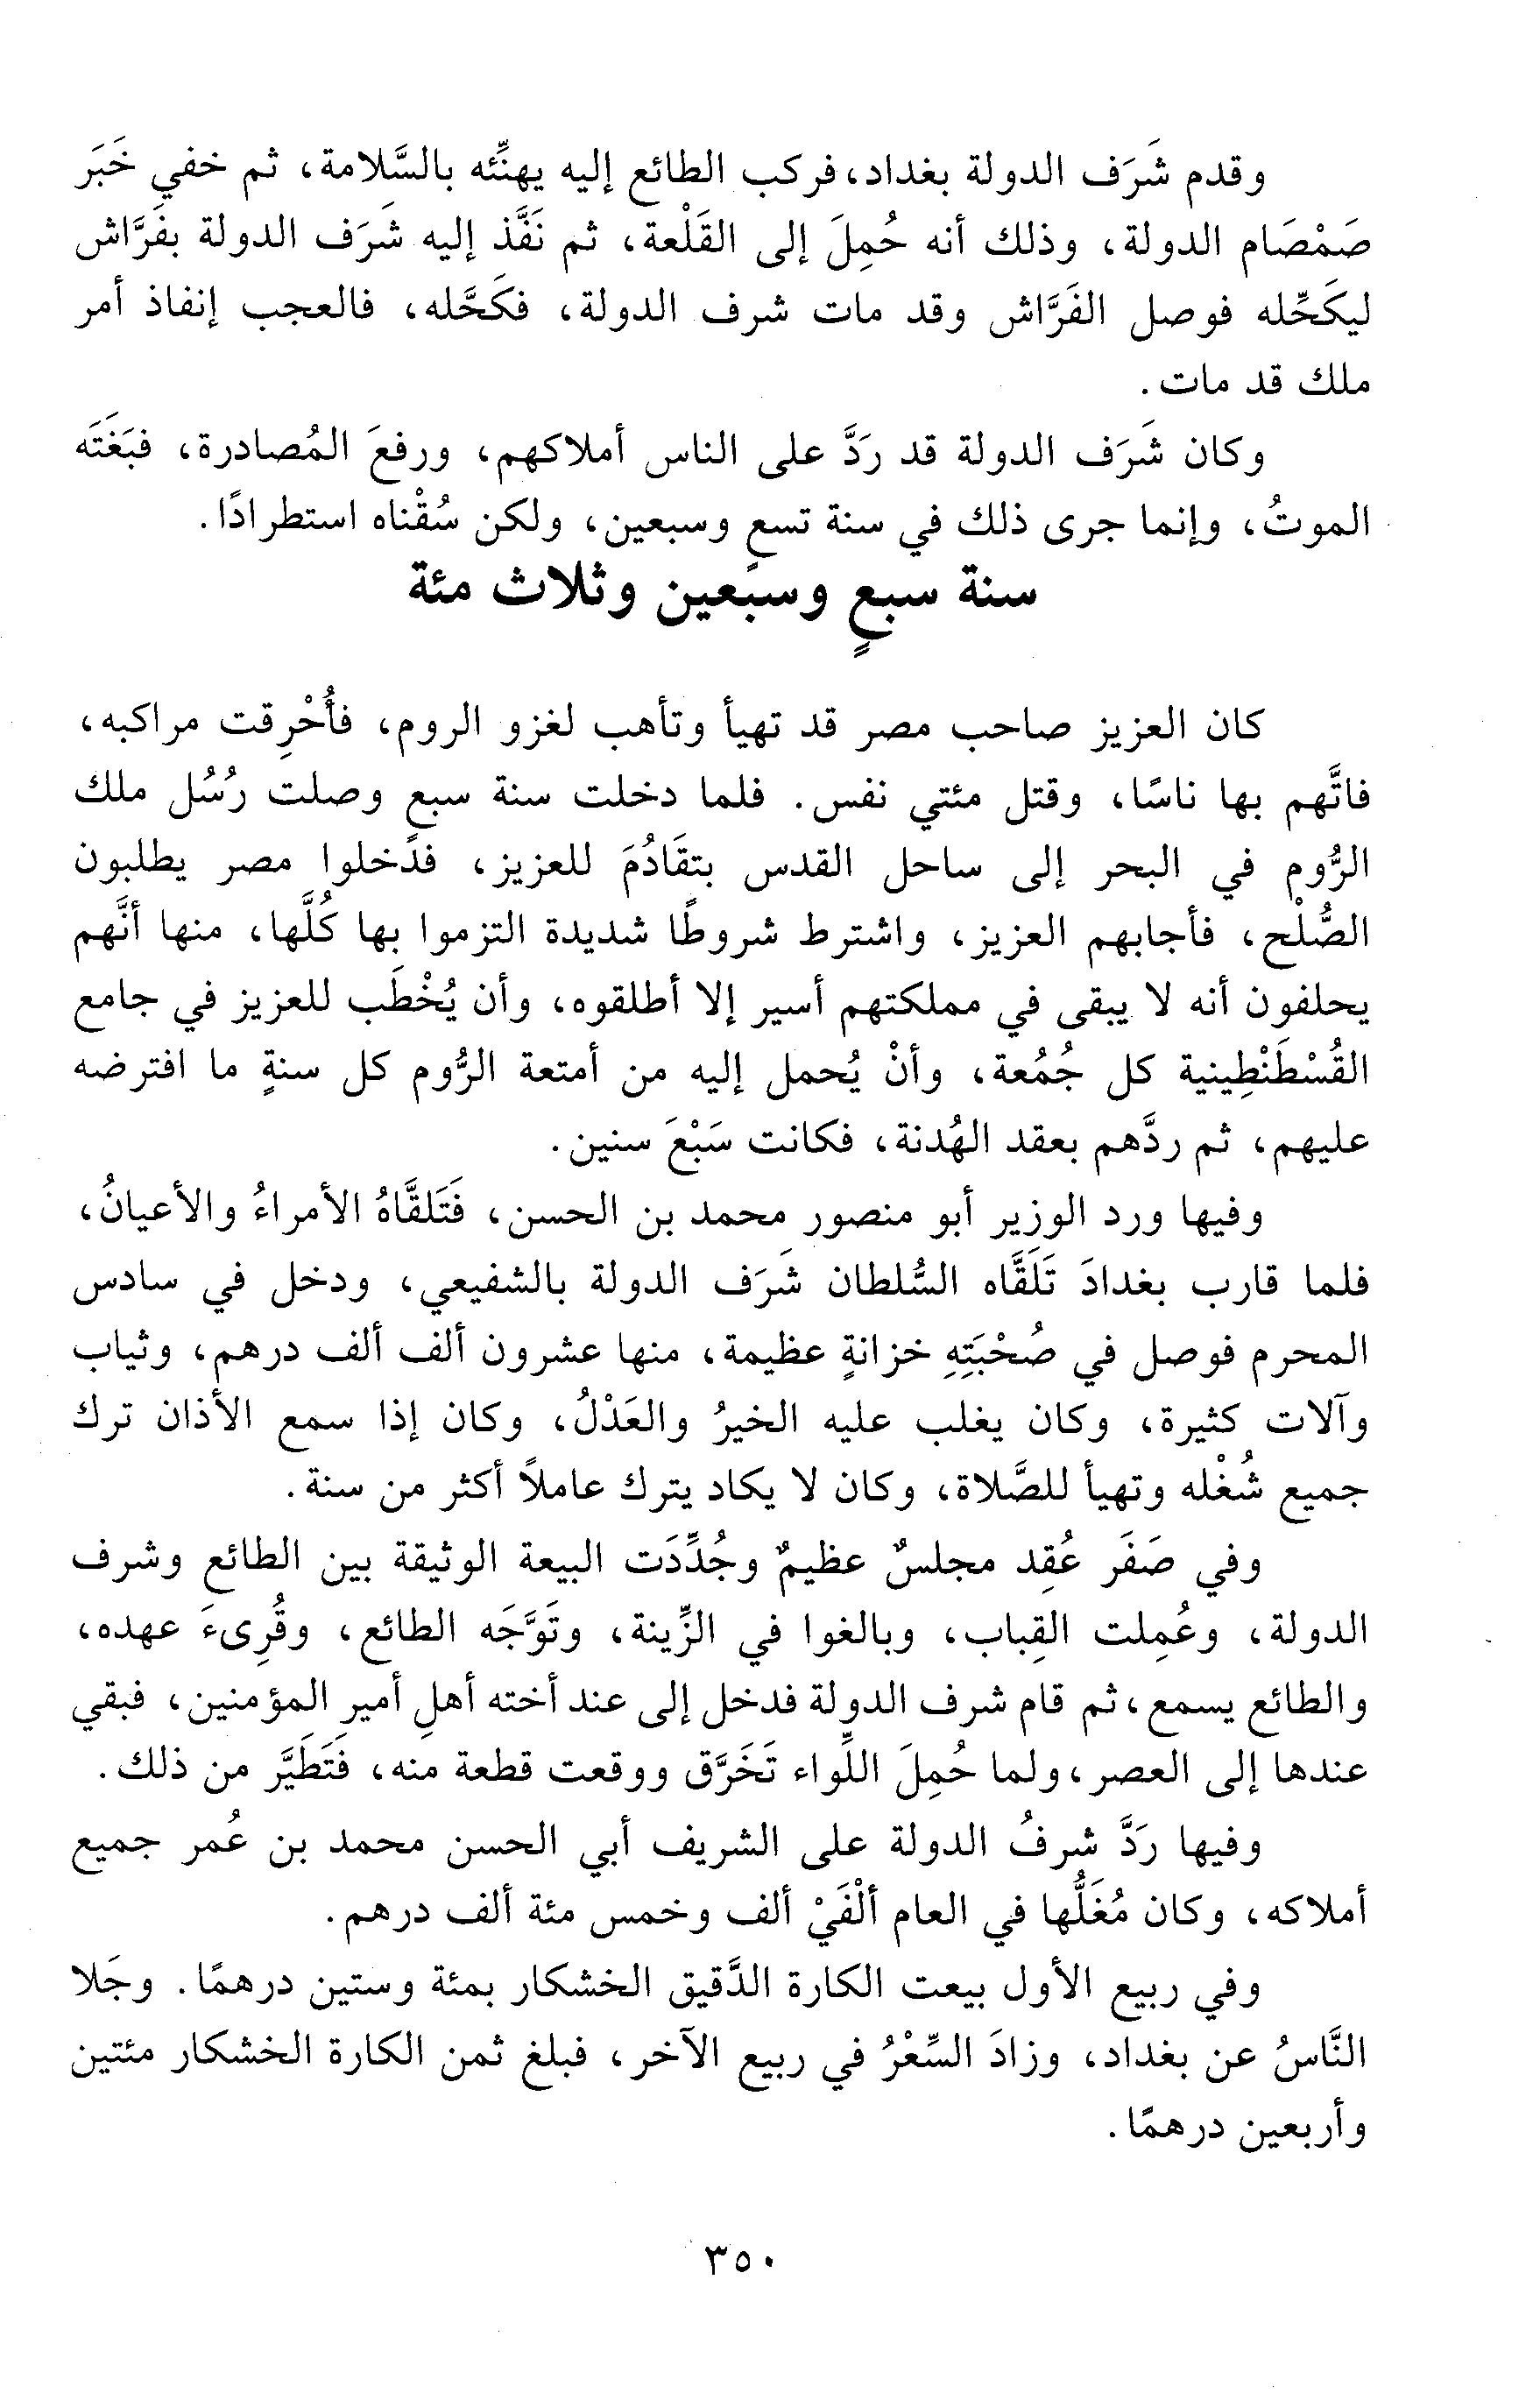 وقدم شَرَف الدولة بغداد، فركب الطائع إليه يهنِّئه بالسَّلامة، ثم خفي خَبَر
صَمْصَام الدولة، وذلك أنه حُمِلَ إلى القَلْعة، ثم نَفَّذ إليه شَرَف الدولة بفَرَّاش
ليكَحِّله فوصل الفَرَّاش وقد مات شرف الدولة، فكَحَّله، فالعجب إنفاذ أمر
ملك قد مات.
وكان شَرَف الدولة قد رَدَّ على الناس أملاكهم، ورفعَ المُصادرة، فبَغَتَه
الموتُ، وإنما جرى ذلك في سنة تسعٍ وسبعين، ولكن سُقْناه استطرادًا.
سنة سبعٍ وسبعين وثلاث مئة
كان العزيز صاحب مصر قد تهيأ وتأهب لغزو الروم، فأُحْرِقت مراكبه،
فاتَّهم بها ناسًا، وقتل مئتي نفس. فلما دخلت سنة سبع وصلت رُسُل ملك
الرُّوم في البحر إلى ساحل القدس بتقَادُمَ للعزيز، فدخلوا مصر يطلبون
الصُّلْح، فأجابهم العزيز، واشترط شروطًا شديدة التزموا بها كُلَّها، منها أنَّهم
يحلفون أنه لا يبقى في مملكتهم أسير إلا أطلقوه، وأن يُخْطَب للعزيز في جامع
القُسْطَنْطِينية كل جُمُعة، وأنْ يُحمل إليه من أمتعة الرُّوم كل سنةٍ ما افترضه
عليهم، ثم ردَّهم بعقد الهُدنة، فكانت سَبْعَ سنين.
وفيها ورد الوزير أبو منصور محمد بن الحسن، فَتَلقَّاهُ الأمراءُ والأعيانُ،
فلما قارب بغدادَ تَلَقَّاه السُّلطان شَرَف الدولة بالشفيعي، ودخل في سادس
المحرم فوصل في صُحْبَتِهِ خزانةٍ عظيمة، منها عشرون ألف ألف درهم، وثياب
وآلات كثيرة، وكان يغلب عليه الخيرُ والعَدْلُ، وكان إذا سمع الأذان ترك
جميع شُغْله وتهيأ للصَّلاة، وكان لا يكاد يترك عاملاً أكثر من سنة.
وفي صَفَر عُقِد مجلسٌ عظيمٌ وجُدِّدَت البيعة الوثيقة بين الطائع وشرف
الدولة، وعُمِلت القِباب، وبالغوا في الزِّينة، وتَوَّجَه الطائع، وقُرِىءَ عهده،
والطائع يسمع، ثم قام شرف الدولة فدخل إلى عند أخته أهلِ أمير المؤمنين، فبقي
عندها إلى العصر، ولما حُمِلَ اللِّواء تَخَرَّق ووقعت قطعة منه، فَتَطَيَّر من ذلك.
وفيها رَدَّ شرفُ الدولة على الشريف أبي الحسن محمد بن عُمر جميع
أملاكه، وكان مُغَلُّها في العام ألْفَيْ ألف وخمس مئة ألف درهم.
وفي ربيع الأول بيعت الكارة الدَّقيق الخشكار بمئة وستين درهمًا. وجَلا
النَّاسُ عن بغداد، وزادَ السِّعْرُ في ربيع الآخر، فبلغ ثمن الكارة الخشكار مئتين
وأربعين درهمًا.
٣٥٠